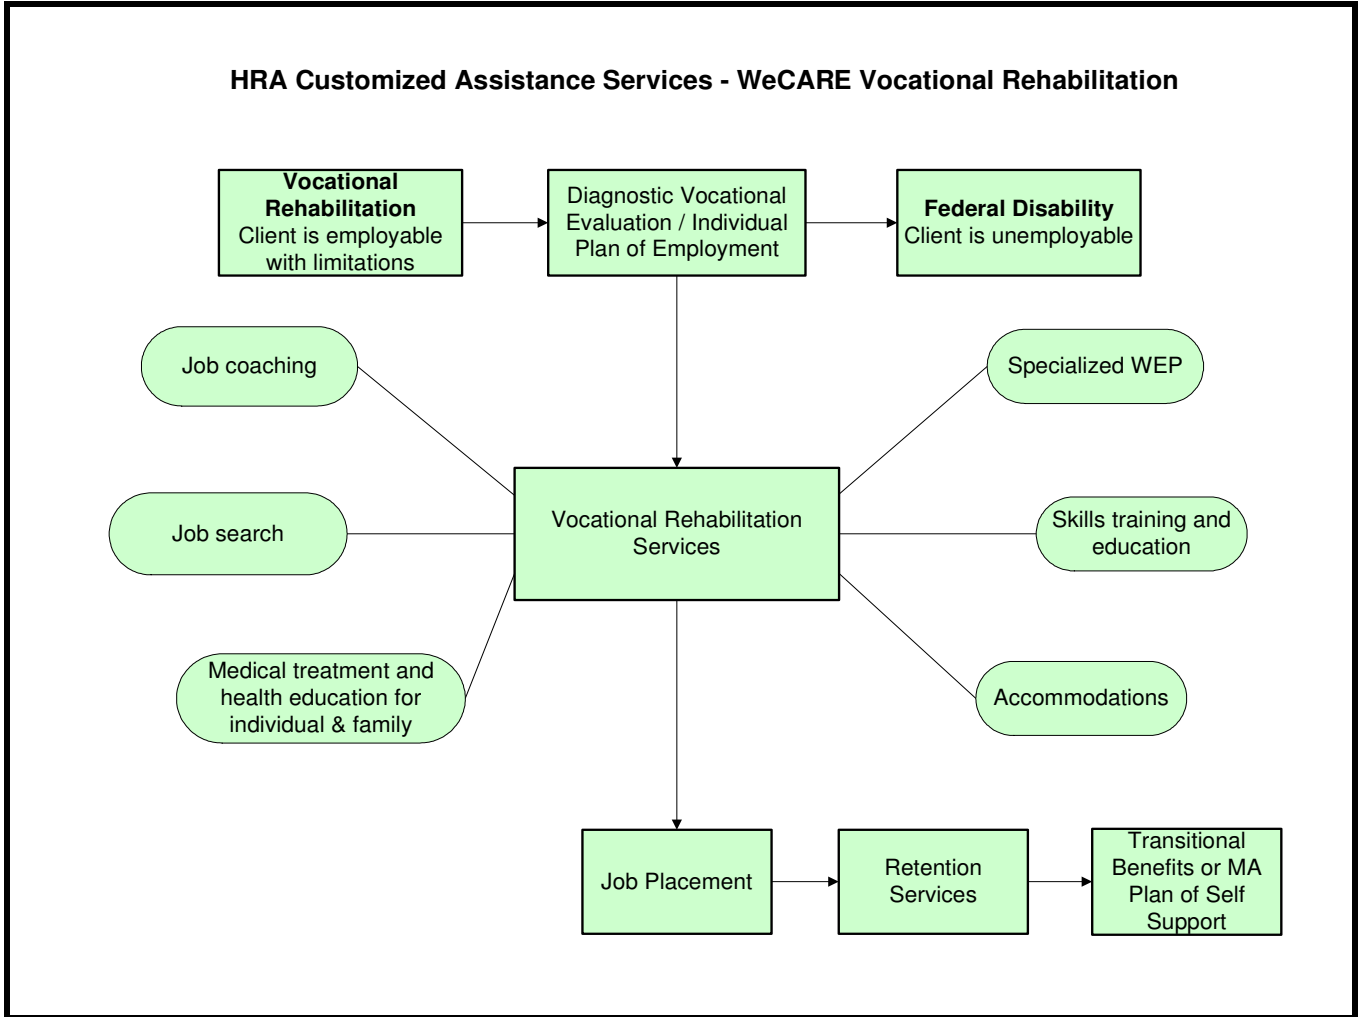 HRA Customized Assistance Services - WeCARE Vocational Rehabilitation
Vocational
Rehabilitation
Client is employable
with limitations
Diagnostic Vocational
Evaluation / Individual
Plan of Employment
Federal Disability
Client is unemployable
Job coaching
Specialized WEP
Job search
Vocational Rehabilitation
Services
Skills training and
education
Medical treatment and
health education for
individual & family
Accommodations
Job Placement
Retention
Services
Transitional
Benefits or MA
Plan of Self
Support